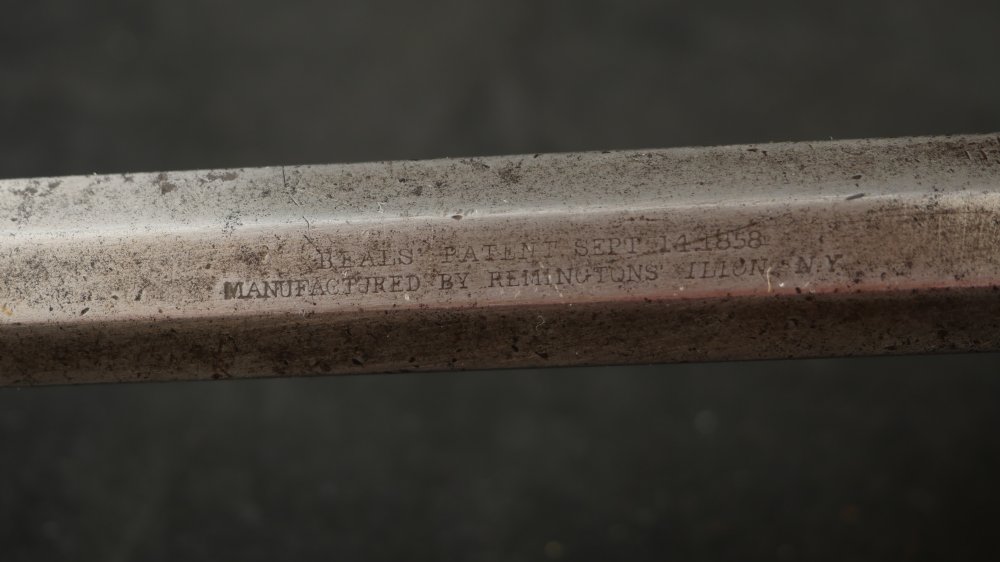 BEALS' PATENT SEPT. 14. 1858
MANUFACTURED BY REMINGTONS' ILION, N.Y.